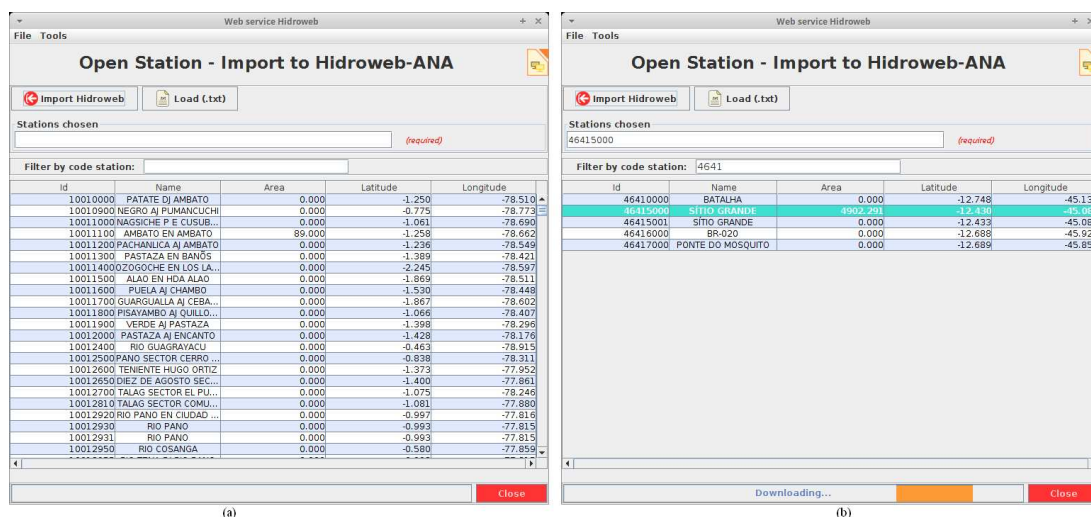 Web service Hidroweb
File Tools
Open Station - Import to Hidroweb-ANA
Import Hidroweb Load (.txt)
Stations chosen
(required)
Filter by code station:
Id Name Area Latitude Longitude
10010000 PATATE DJ AMBATO 0.000 -1.250 -78.510
10010900 NEGRO AJ PUMANCUCHI 0.000 -0.775 -78.773
10011000 NAGSICHE P E CUSUB... 0.000 -1.061 -78.690
10011100 AMBATO EN AMBATO 89.000 -1.258 -78.662
10011200 PACHANLICA AJ AMBATO 0.000 -1.236 -78.549
10011300 PASTAZA EN BANÕS 0.000 -1.389 -78.421
10011400 OZOGOCHE EN LOS LA... 0.000 -2.245 -78.597
10011500 ALAO EN HDA ALAO 0.000 -1.869 -78.511
10011600 PUELA AJ CHAMBO 0.000 -1.530 -78.448
10011700 GUARGUALLA AJ CEBA... 0.000 -1.867 -78.602
10011800 PISAYAMBO AJ QUILLO... 0.000 -1.066 -78.407
10011900 VERDE AJ PASTAZA 0.000 -1.398 -78.296
10012000 PASTAZA AJ ENCANTO 0.000 -1.428 -78.176
10012400 RIO GUAGRAYACU 0.000 -0.463 -78.915
10012500 PANO SECTOR CERRO ... 0.000 -0.838 -78.311
10012600 TENIENTE HUGO ORTIZ 0.000 -1.373 -77.952
10012650 DIEZ DE AGOSTO SEC... 0.000 -1.400 -77.861
10012700 TALAG SECTOR EL PU... 0.000 -1.075 -78.246
10012810 TALAG SECTOR COMU... 0.000 -1.081 -77.880
10012920 RIO PANO EN CIUDAD ... 0.000 -0.997 -77.816
10012930 RIO PANO 0.000 -0.993 -77.815
10012931 RIO PANO 0.000 -0.993 -77.815
10012950 RIO COSANGA 0.000 -0.580 -77.859
Close
(a)
Web service Hidroweb
File Tools
Open Station - Import to Hidroweb-ANA
Import Hidroweb Load (.txt)
Stations chosen
46415000 (required)
Filter by code station: 4641
Id Name Area Latitude Longitude
46410000 BATALHA 0.000 -12.748 -45.13
46415000 SÍTIO GRANDE 4902.291 -12.430 -45.08
46415001 SÍTIO GRANDE 0.000 -12.433 -45.08
46416000 BR-020 0.000 -12.688 -45.92
46417000 PONTE DO MOSQUITO 0.000 -12.689 -45.85
Downloading... Close
(b)